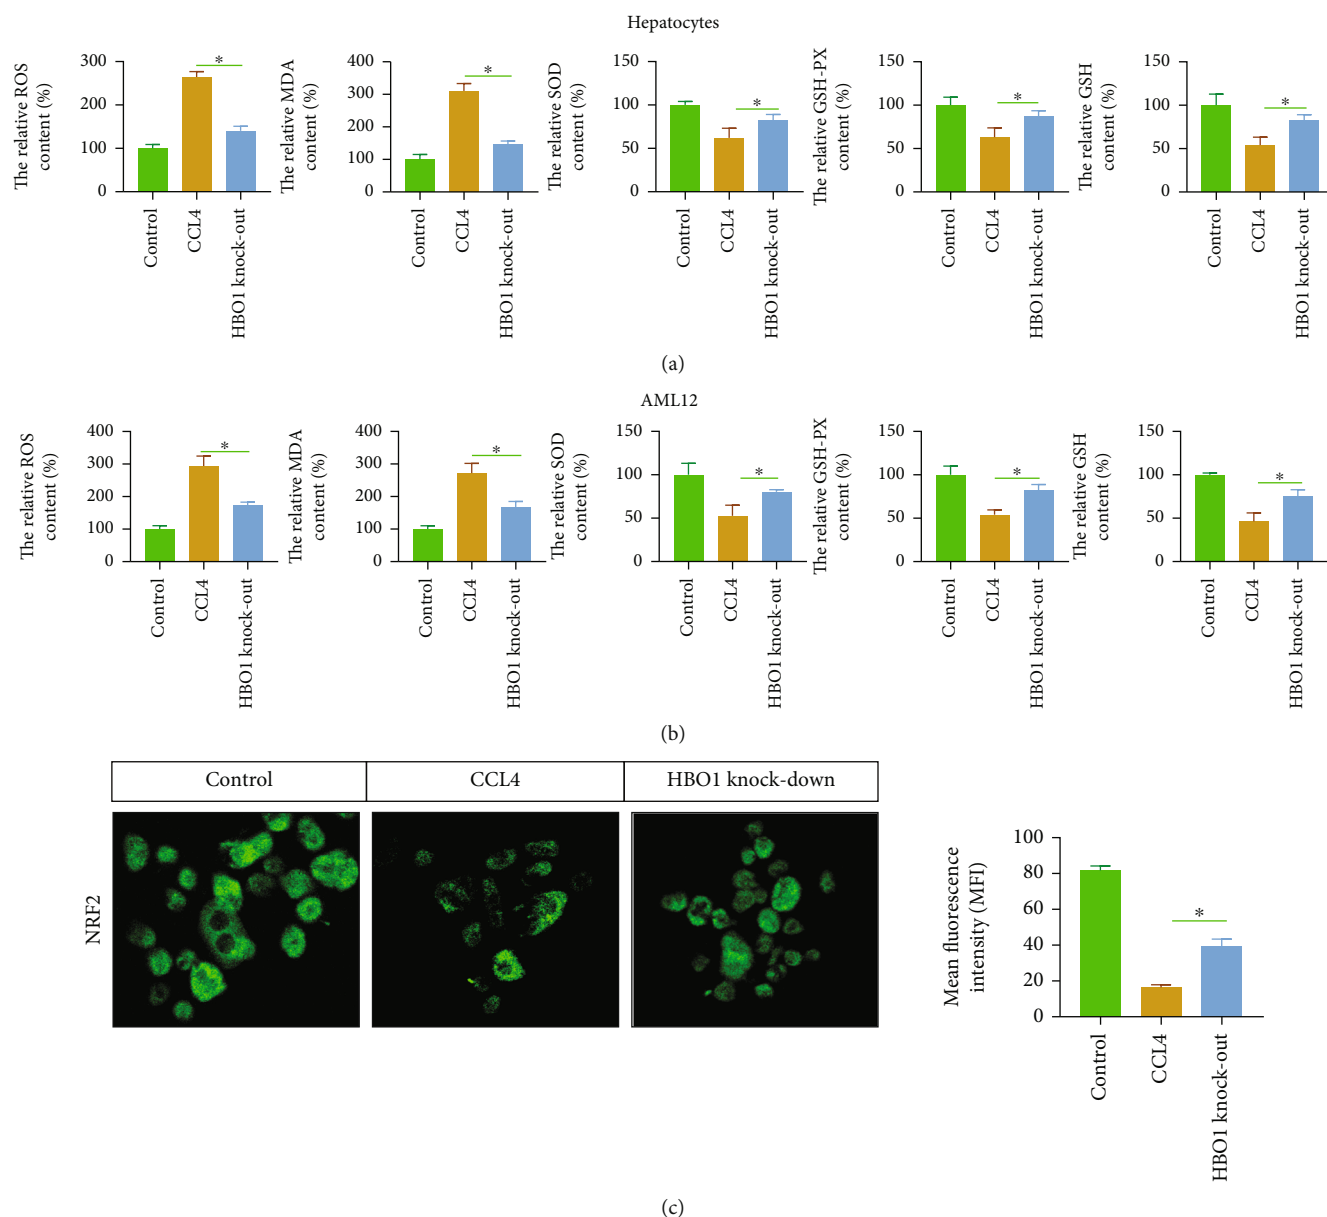 Hepatocytes
The relative ROS
content (%)
300
200
100
0
Control
CCL4
HBO1 knock-out
*
The relative MDA
content (%)
400
300
200
100
0
Control
CCL4
HBO1 knock-out
*
The relative SOD
content (%)
150
100
50
0
Control
CCL4
HBO1 knock-out
*
The relative GSH-PX
content (%)
150
100
50
0
Control
CCL4
HBO1 knock-out
*
The relative GSH
content (%)
150
100
50
0
Control
CCL4
HBO1 knock-out
*
(a)
AML12
The relative ROS
content (%)
400
300
200
100
0
Control
CCL4
HBO1 knock-out
*
The relative MDA
content (%)
400
300
200
100
0
Control
CCL4
HBO1 knock-out
*
The relative SOD
content (%)
150
100
50
0
Control
CCL4
HBO1 knock-out
*
The relative GSH-PX
content (%)
150
100
50
0
Control
CCL4
HBO1 knock-out
*
The relative GSH
content (%)
150
100
50
0
Control
CCL4
HBO1 knock-out
*
(b)
Control
CCL4
HBO1 knock-down
NRF2
Mean fluorescence
intensity (MFI)
100
80
60
40
20
0
Control
CCL4
HBO1 knock-out
*
(c)